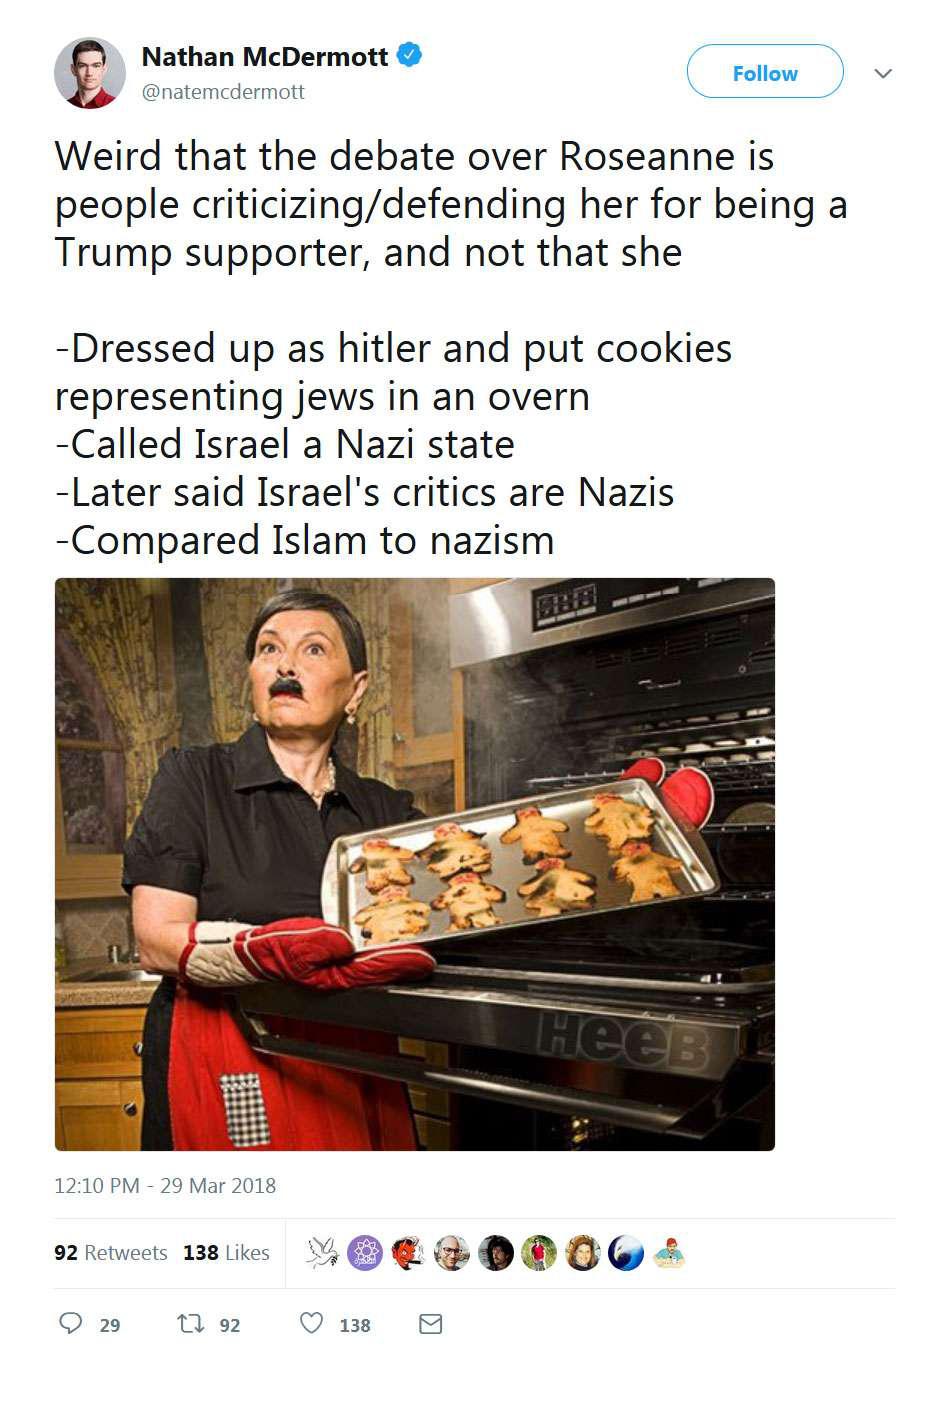 Nathan McDermott
@natemcdermott
Follow
Weird that the debate over Roseanne is
people criticizing/defending her for being a
Trump supporter, and not that she
-Dressed up as hitler and put cookies
representing jews in an overn
-Called Israel a Nazi state
-Later said Israel's critics are Nazis
-Compared Islam to nazism
HeeB
12:10 PM - 29 Mar 2018
92 Retweets 138 Likes
29 92 138